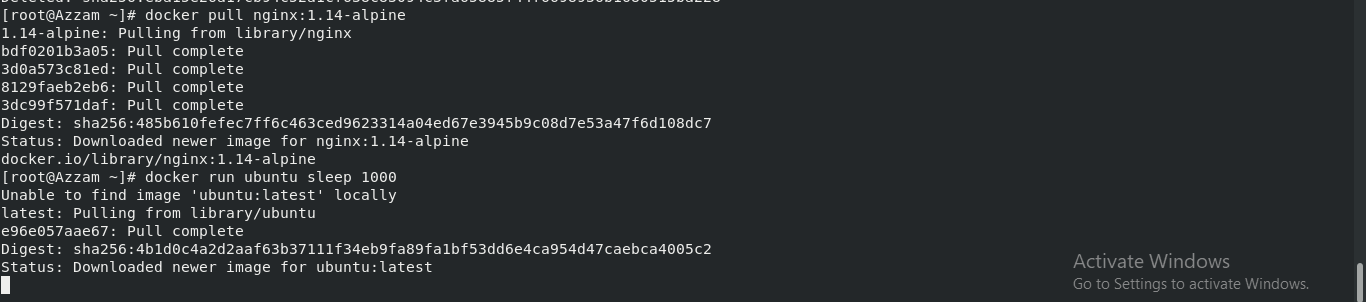 [root@Azzam ~]# docker pull nginx:1.14-alpine
1.14-alpine: Pulling from library/nginx
bdf0201b3a05: Pull complete
3d0a573c81ed: Pull complete
8129faeb2eb6: Pull complete
3dc99f571daf: Pull complete
Digest: sha256:485b610fefec7ff6c463ced9623314a04ed67e3945b9c08d7e53a47f6d108dc7
Status: Downloaded newer image for nginx:1.14-alpine
docker.io/library/nginx:1.14-alpine
[root@Azzam ~]# docker run ubuntu sleep 1000
Unable to find image 'ubuntu:latest' locally
latest: Pulling from library/ubuntu
e96e057aae67: Pull complete
Digest: sha256:4b1d0c4a2d2aaf63b37111f34eb9fa89fa1bf53dd6e4ca954d47caebca4005c2
Status: Downloaded newer image for ubuntu:latest
Activate Windows
Go to Settings to activate Windows.